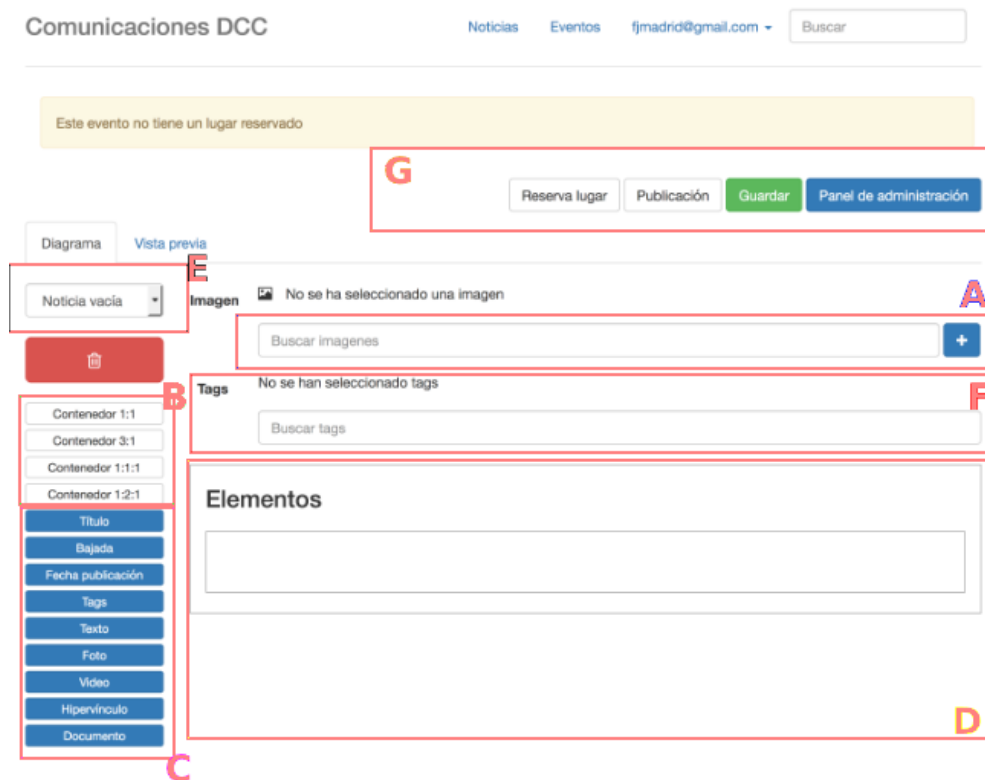 Comunicaciones DCC Noticias Eventos fjmadrid@gmail.com Buscar
Este evento no tiene un lugar reservado
G
Reserva lugar Publicación Guardar Panel de administración
Diagrama Vista previa
E
Noticia vacía Imagen No se ha seleccionado una imagen A
Buscar imagenes +
B Tags No se han seleccionado tags F
Contenedor 1:1 Buscar tags
Contenedor 3:1
Contenedor 1:1:1
Contenedor 1:2:1 Elementos
Título
Bajada
Fecha publicación
Tags
Texto
Foto
Video
Hipervínculo D
Documento
C